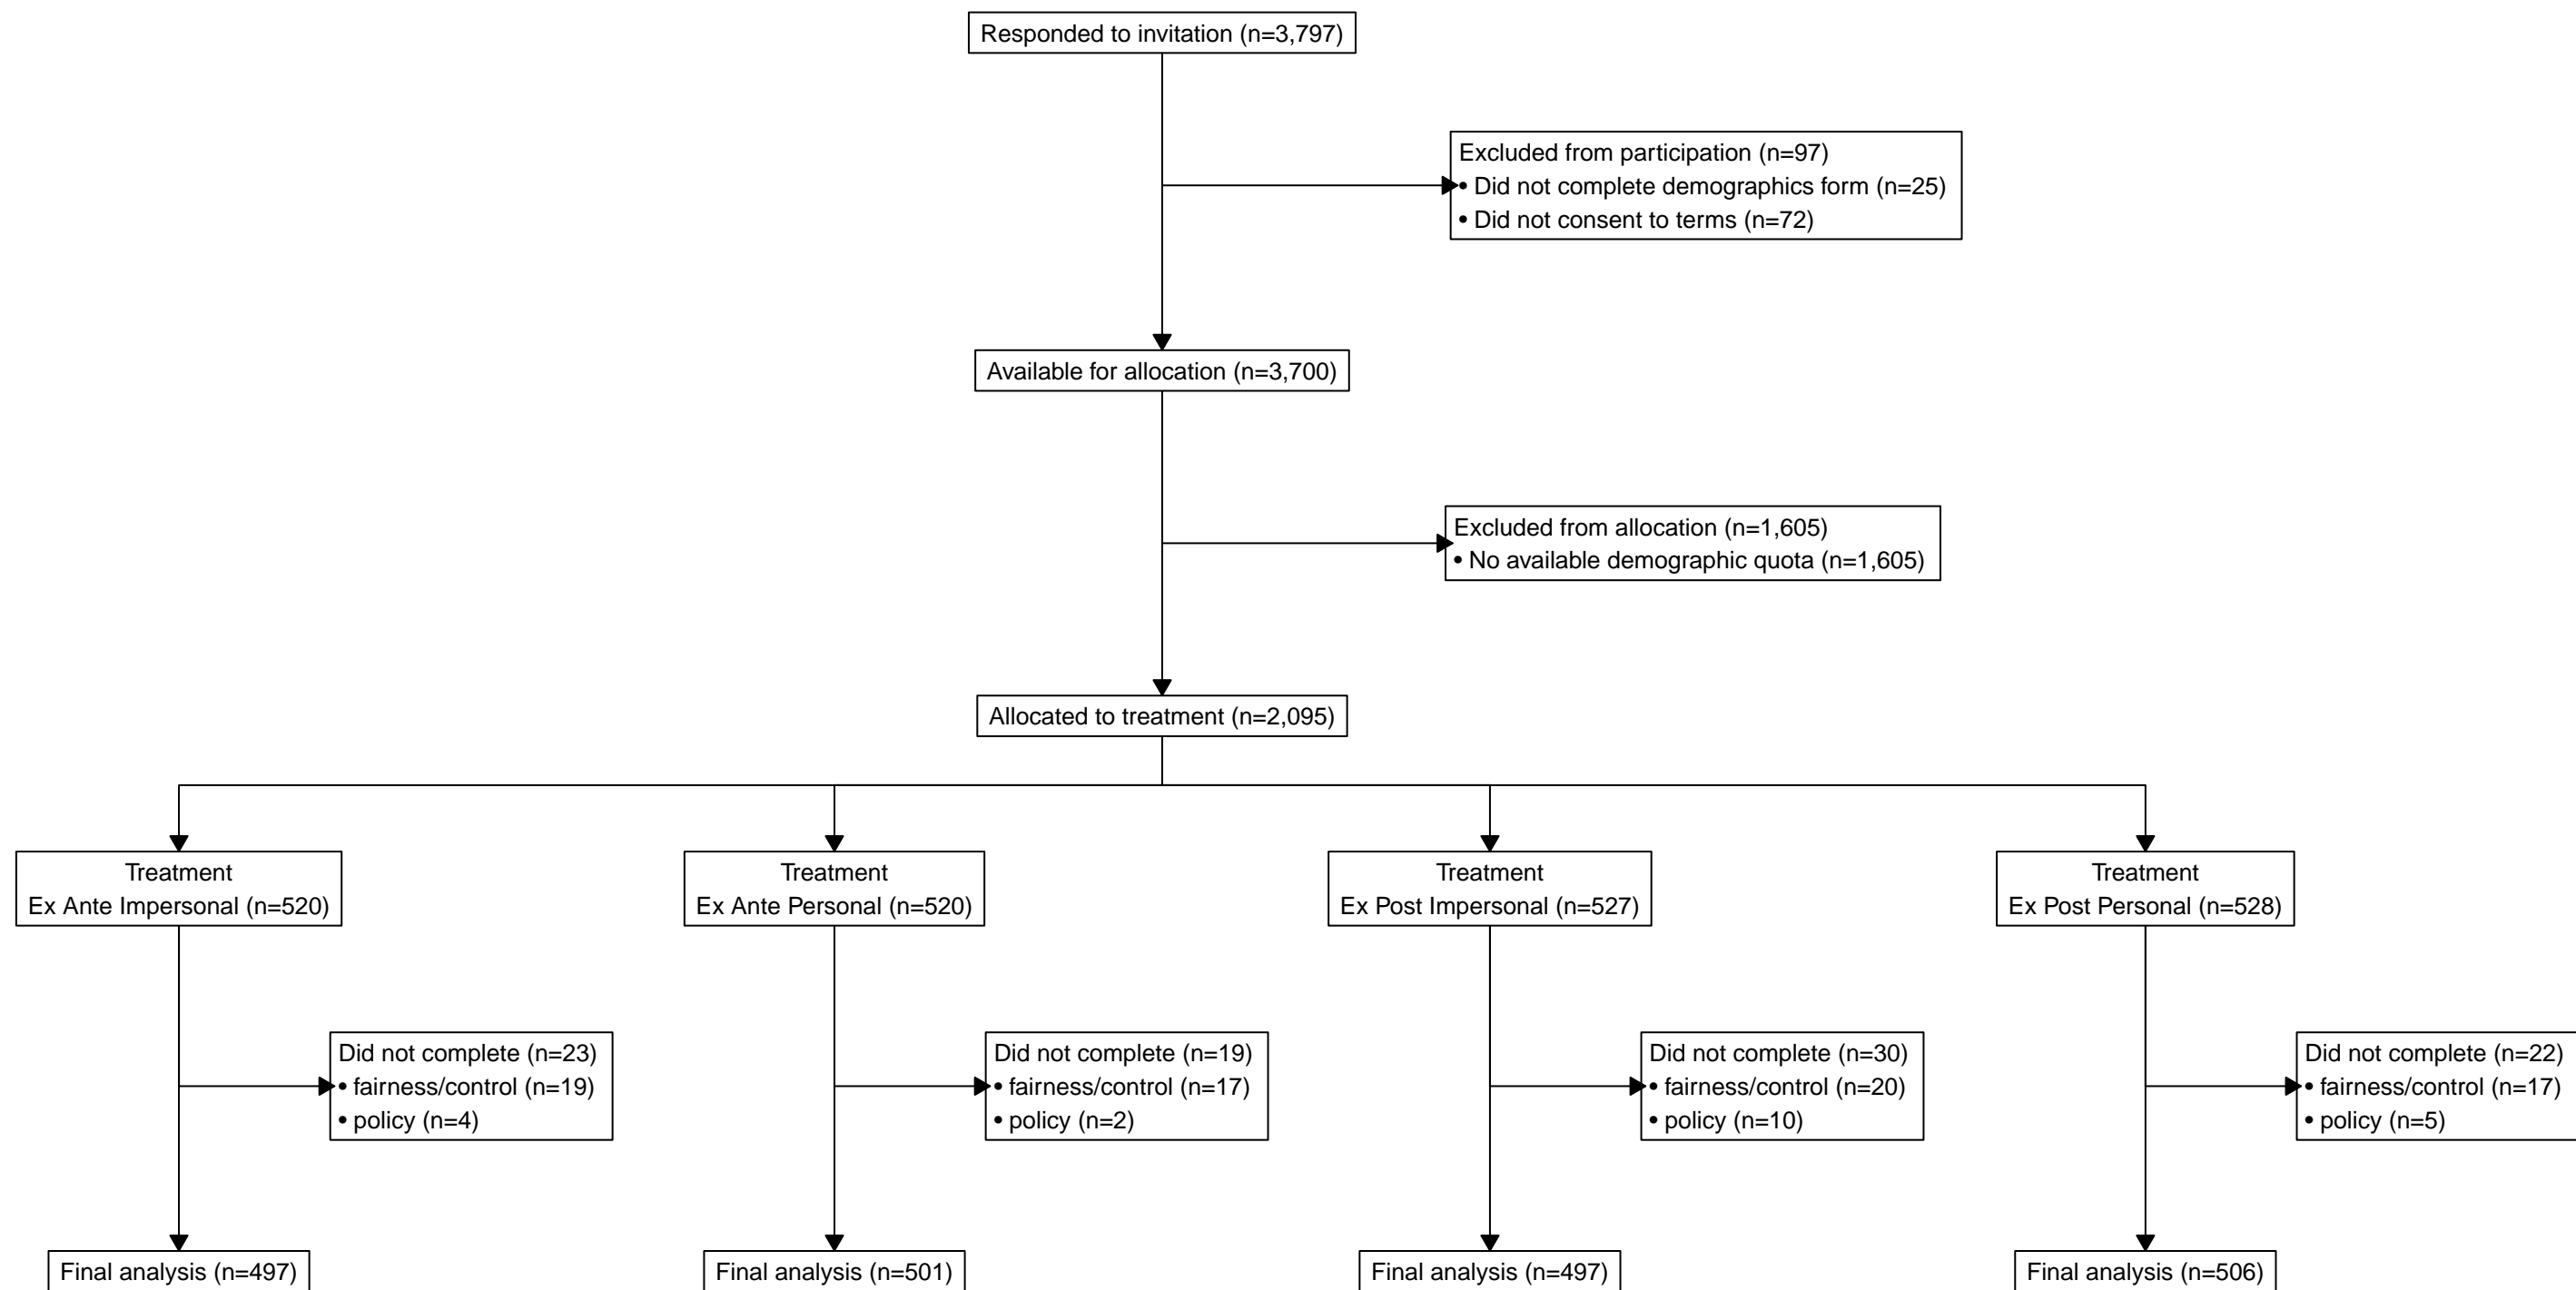 Responded to invitation (n=3,797)
Excluded from participation (n=97)
• Did not complete demographics form (n=25)
• Did not consent to terms (n=72)
Available for allocation (n=3,700)
Excluded from allocation (n=1,605)
• No available demographic quota (n=1,605)
Allocated to treatment (n=2,095)
Treatment
Ex Ante Impersonal (n=520)
Treatment
Ex Ante Personal (n=520)
Treatment
Ex Post Impersonal (n=527)
Treatment
Ex Post Personal (n=528)
Did not complete (n=23)
• fairness/control (n=19)
• policy (n=4)
Did not complete (n=19)
• fairness/control (n=17)
• policy (n=2)
Did not complete (n=30)
• fairness/control (n=20)
• policy (n=10)
Did not complete (n=22)
• fairness/control (n=17)
• policy (n=5)
Final analysis (n=497)
Final analysis (n=501)
Final analysis (n=497)
Final analysis (n=506)